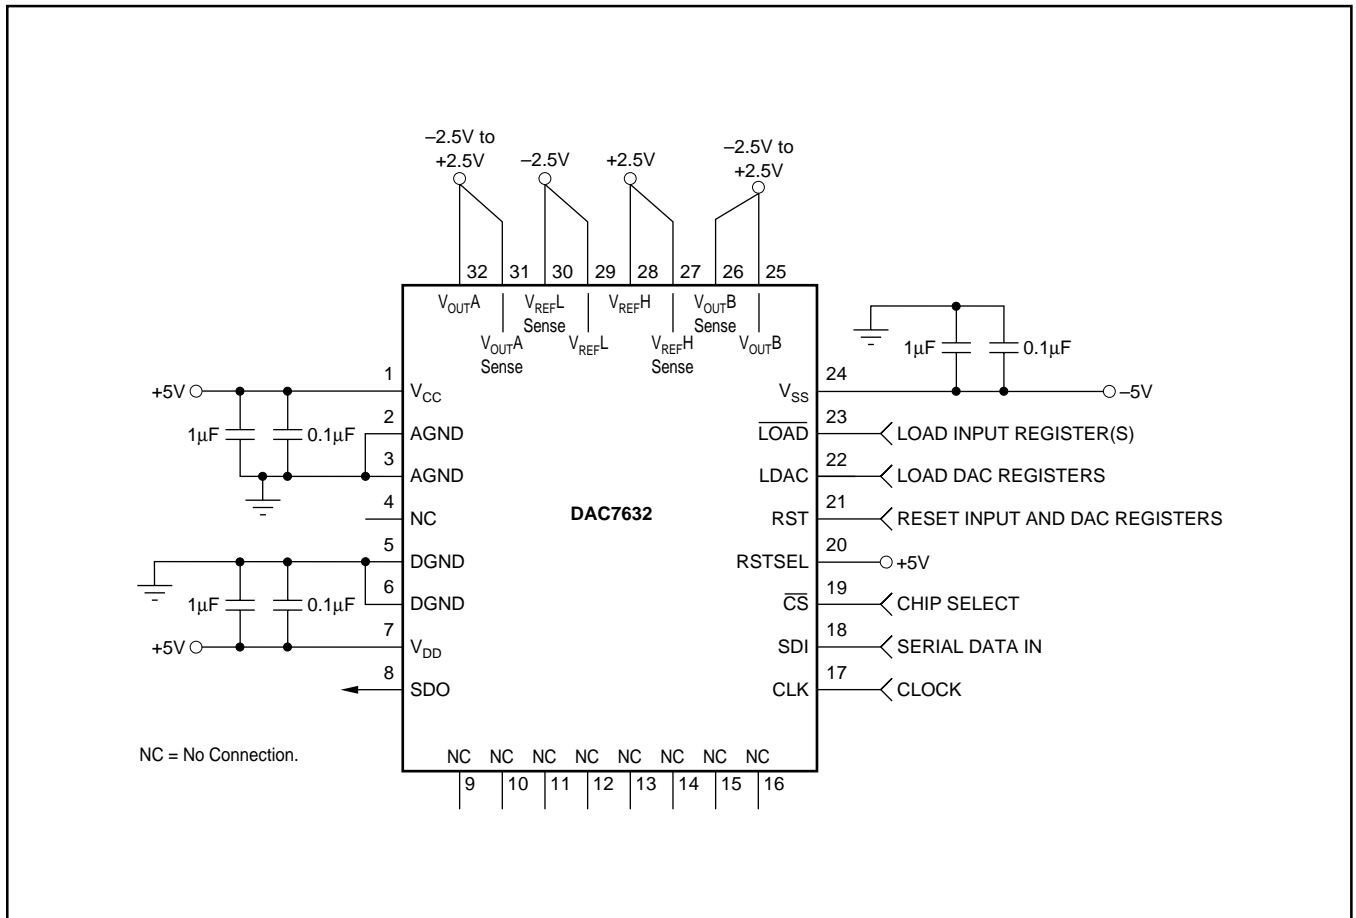 –2.5V to
+2.5V
–2.5V
+2.5V
–2.5V to
+2.5V
32 31 30 29 28 27 26 25
VOUTA
VOUTA
Sense
VREFL
Sense
VREFL
VREFH
VREFH
Sense
VOUTB
Sense
VOUTB
+5V
1µF
0.1µF
1 VCC
2 AGND
3 AGND
4 NC
5 DGND
6 DGND
1µF
0.1µF
+5V
7 VDD
8 SDO
DAC7632
1µF
0.1µF
VSS 24
–5V
LOAD 23 LOAD INPUT REGISTER(S)
LDAC 22 LOAD DAC REGISTERS
RST 21 RESET INPUT AND DAC REGISTERS
RSTSEL 20 +5V
CS 19 CHIP SELECT
SDI 18 SERIAL DATA IN
CLK 17 CLOCK
NC NC NC NC NC NC NC NC
9 10 11 12 13 14 15 16
NC = No Connection.